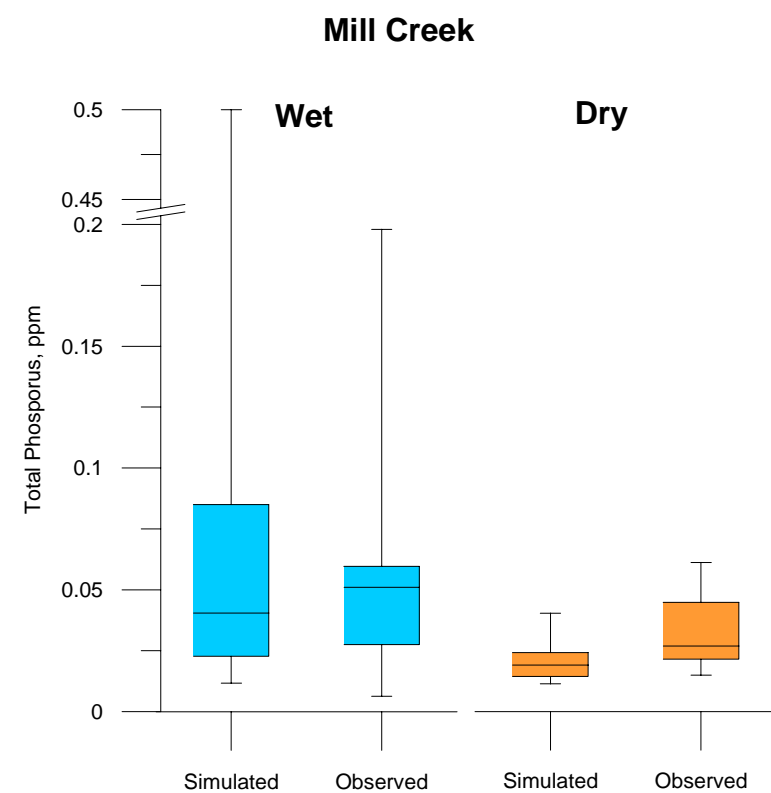 Mill Creek
Wet
Dry
0.5
0.45
0.2
0.15
0.1
0.05
0
Total Phosporus, ppm
Simulated Observed Simulated Observed